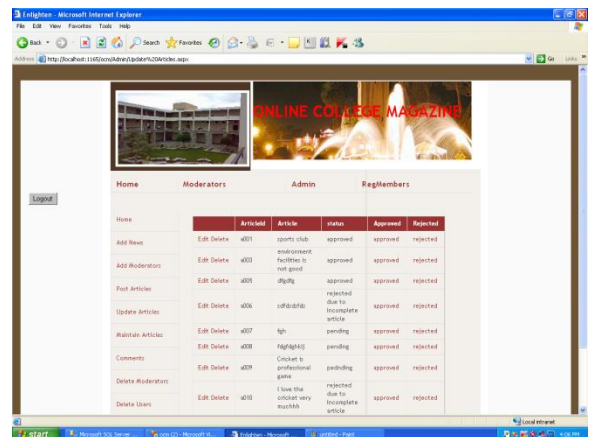 Enlighten - Microsoft Internet Explorer
File Edit View Favorites Tools Help
Back Search Favorites
Address http://localhost:1165/ocm/Admin/Update%20Articles.aspx Go Links
ONLINE COLLEGE MAGAZINE
Home Moderators Admin RegMembers
Logout
Home
Add News
Add Moderators
Post Articles
Update Articles
Maintain Articles
Comments
Delete Moderators
Delete Users
ArticleId Article status Approved Rejected
Edit Delete a001 sports club approved approved rejected
Edit Delete a003 environment facilities is not good approved approved rejected
Edit Delete a005 dfgdfg approved approved rejected
Edit Delete a006 rejected due to incomplete article approved rejected
Edit Delete a007 fgh pending approved rejected
Edit Delete a008 pending approved rejected
Edit Delete a009 Cricket is professional game approved rejected
Edit Delete a010 I love the cricket very muchhh rejected due to incomplete article approved rejected
Local intranet
start Microsoft SQL Server ... Enlighten - Microsoft ... untitled - Paint 4:06 PM